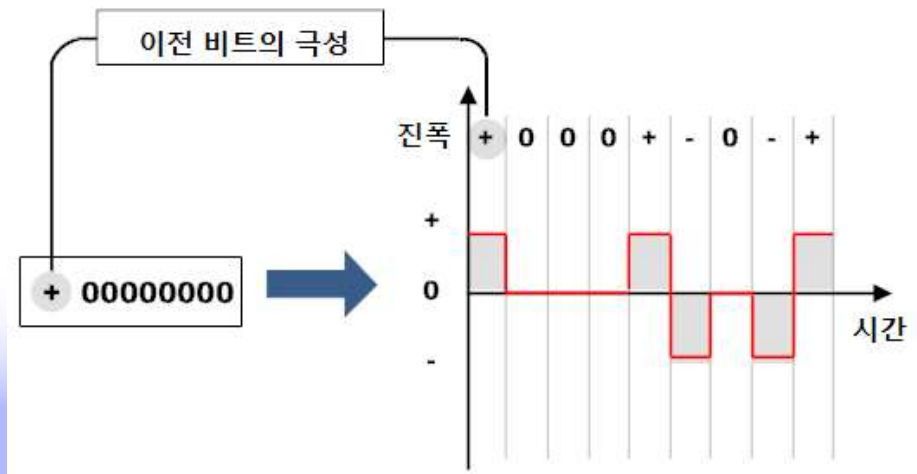 이전 비트의 극성
진폭
+ 0 0 0 + - 0 - +
+
+ 00000000
0
시간
-